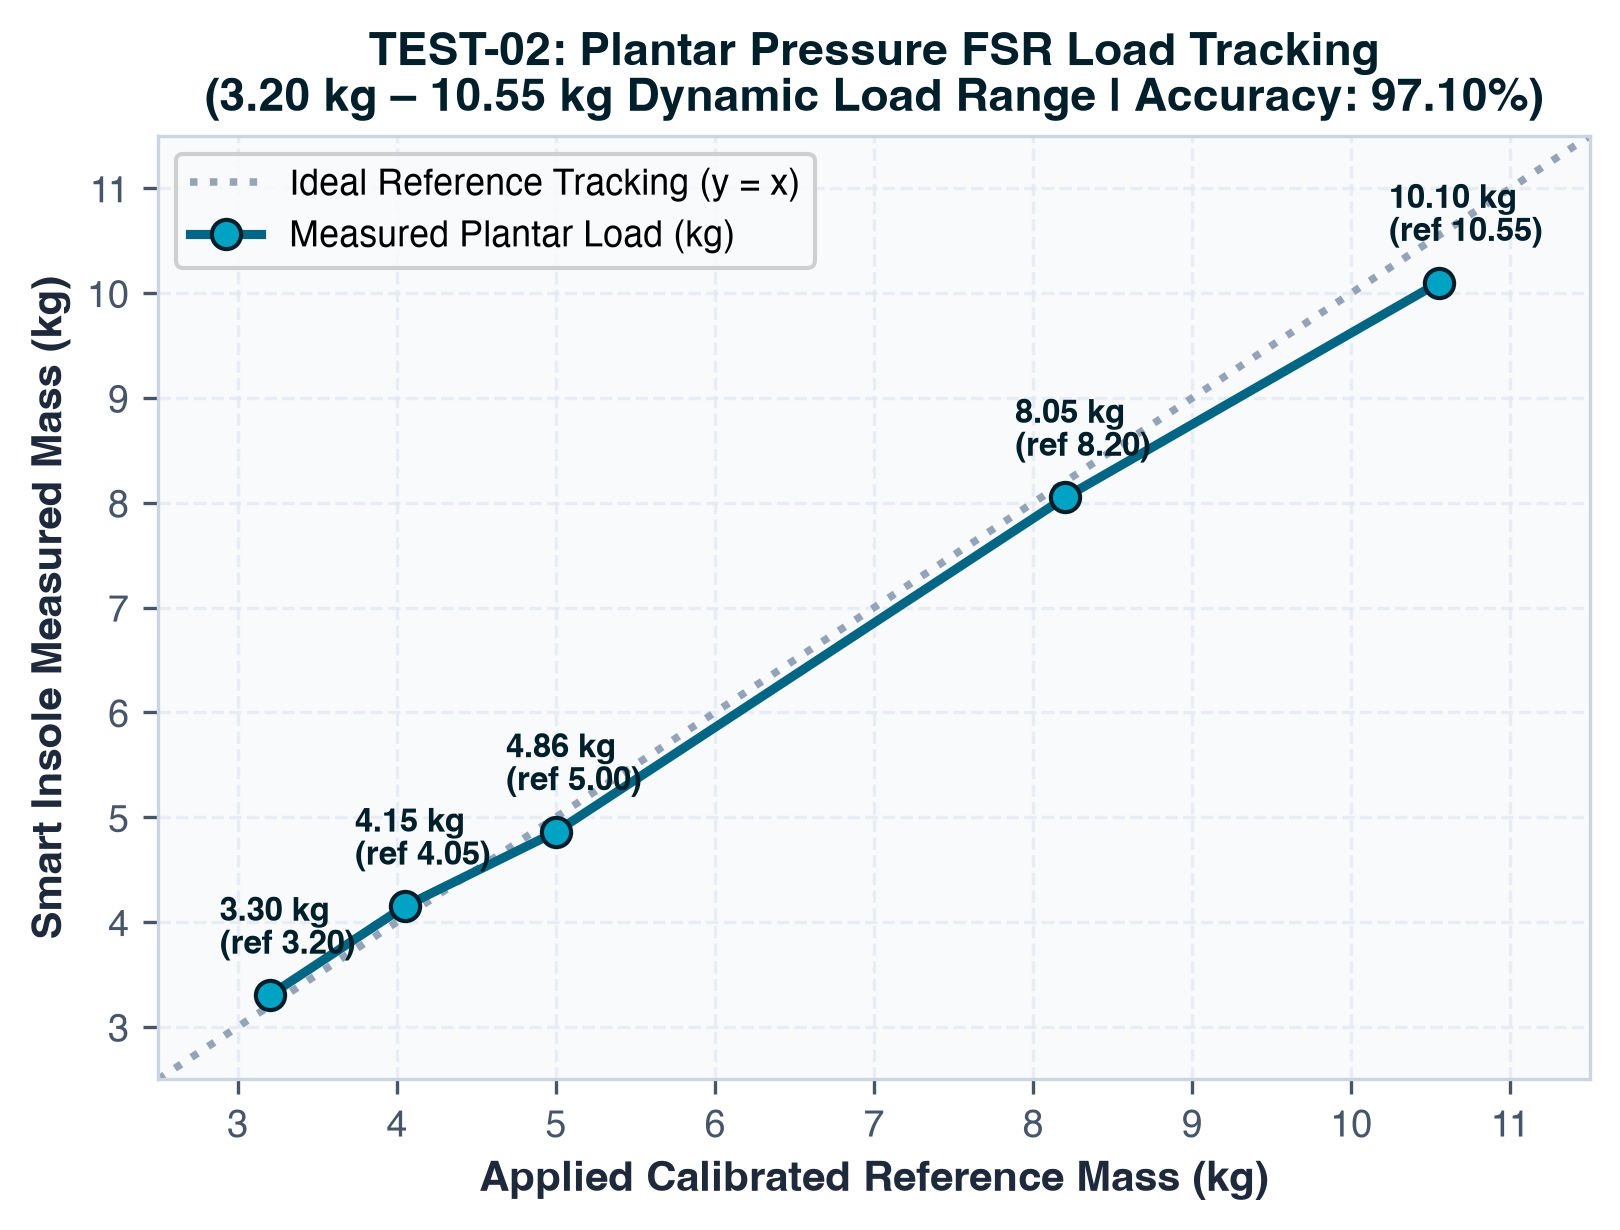 TEST-02: Plantar Pressure FSR Load Tracking
(3.20 kg – 10.55 kg Dynamic Load Range | Accuracy: 97.10%)
Ideal Reference Tracking (y = x)
Measured Plantar Load (kg)
10.10 kg
(ref 10.55)
8.05 kg
(ref 8.20)
4.86 kg
(ref 5.00)
4.15 kg
(ref 4.05)
3.30 kg
(ref 3.20)
Smart Insole Measured Mass (kg)
11
10
9
8
7
6
5
4
3
3 4 5 6 7 8 9 10 11
Applied Calibrated Reference Mass (kg)